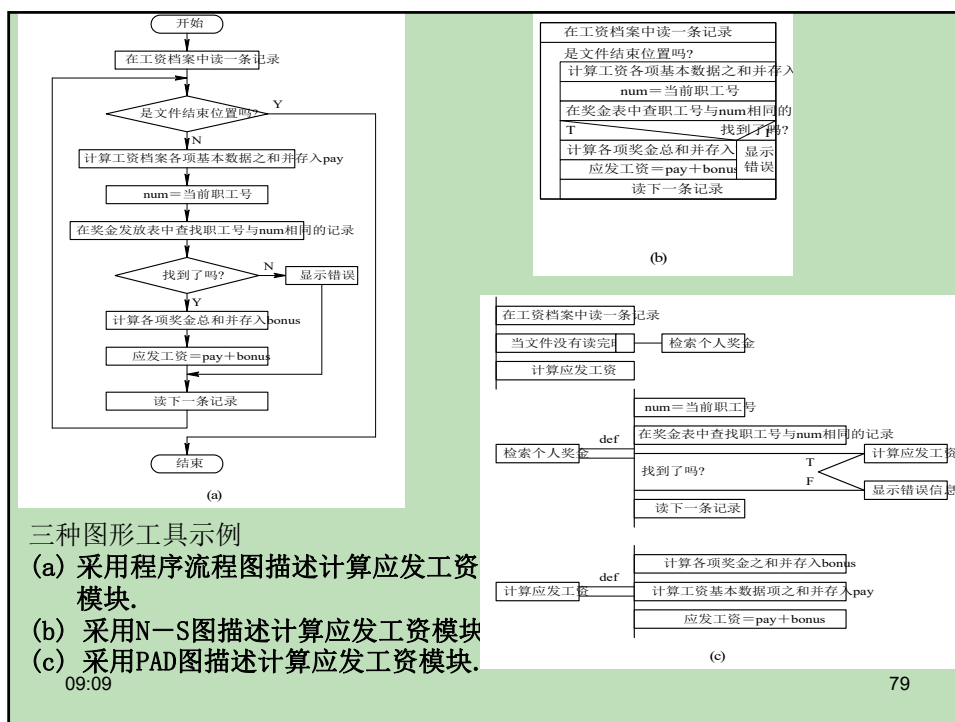 开始
在工资档案中读一条记录
是文件结束位置吗?
Y
N
计算工资档案各项基本数据之和并存入pay
num＝当前职工号
在奖金发放表中查找职工号与num相同的记录
找到了吗?
N
显示错误
Y
计算各项奖金总和并存入bonus
应发工资＝pay＋bonus
读下一条记录
结束
(a)
在工资档案中读一条记录
是文件结束位置吗?
计算工资各项基本数据之和并存入
num＝当前职工号
在奖金表中查职工号与num相同的
T
找到了吗?
F
计算各项奖金总和并存入
显示
应发工资＝pay＋bonus
错误
读下一条记录
(b)
在工资档案中读一条记录
当文件没有读完时
检索个人奖金
计算应发工资
num＝当前职工号
在奖金表中查找职工号与num相同的记录
检索个人奖金
def
找到了吗?
T
F
计算应发工资
显示错误信息
读下一条记录
计算各项奖金之和并存入bonus
计算应发工资
def
计算工资基本数据项之和并存入pay
应发工资＝pay＋bonus
(c)
三种图形工具示例
(a) 采用程序流程图描述计算应发工资
模块.
(b) 采用N－S图描述计算应发工资模块
(c) 采用PAD图描述计算应发工资模块.
09:09
79